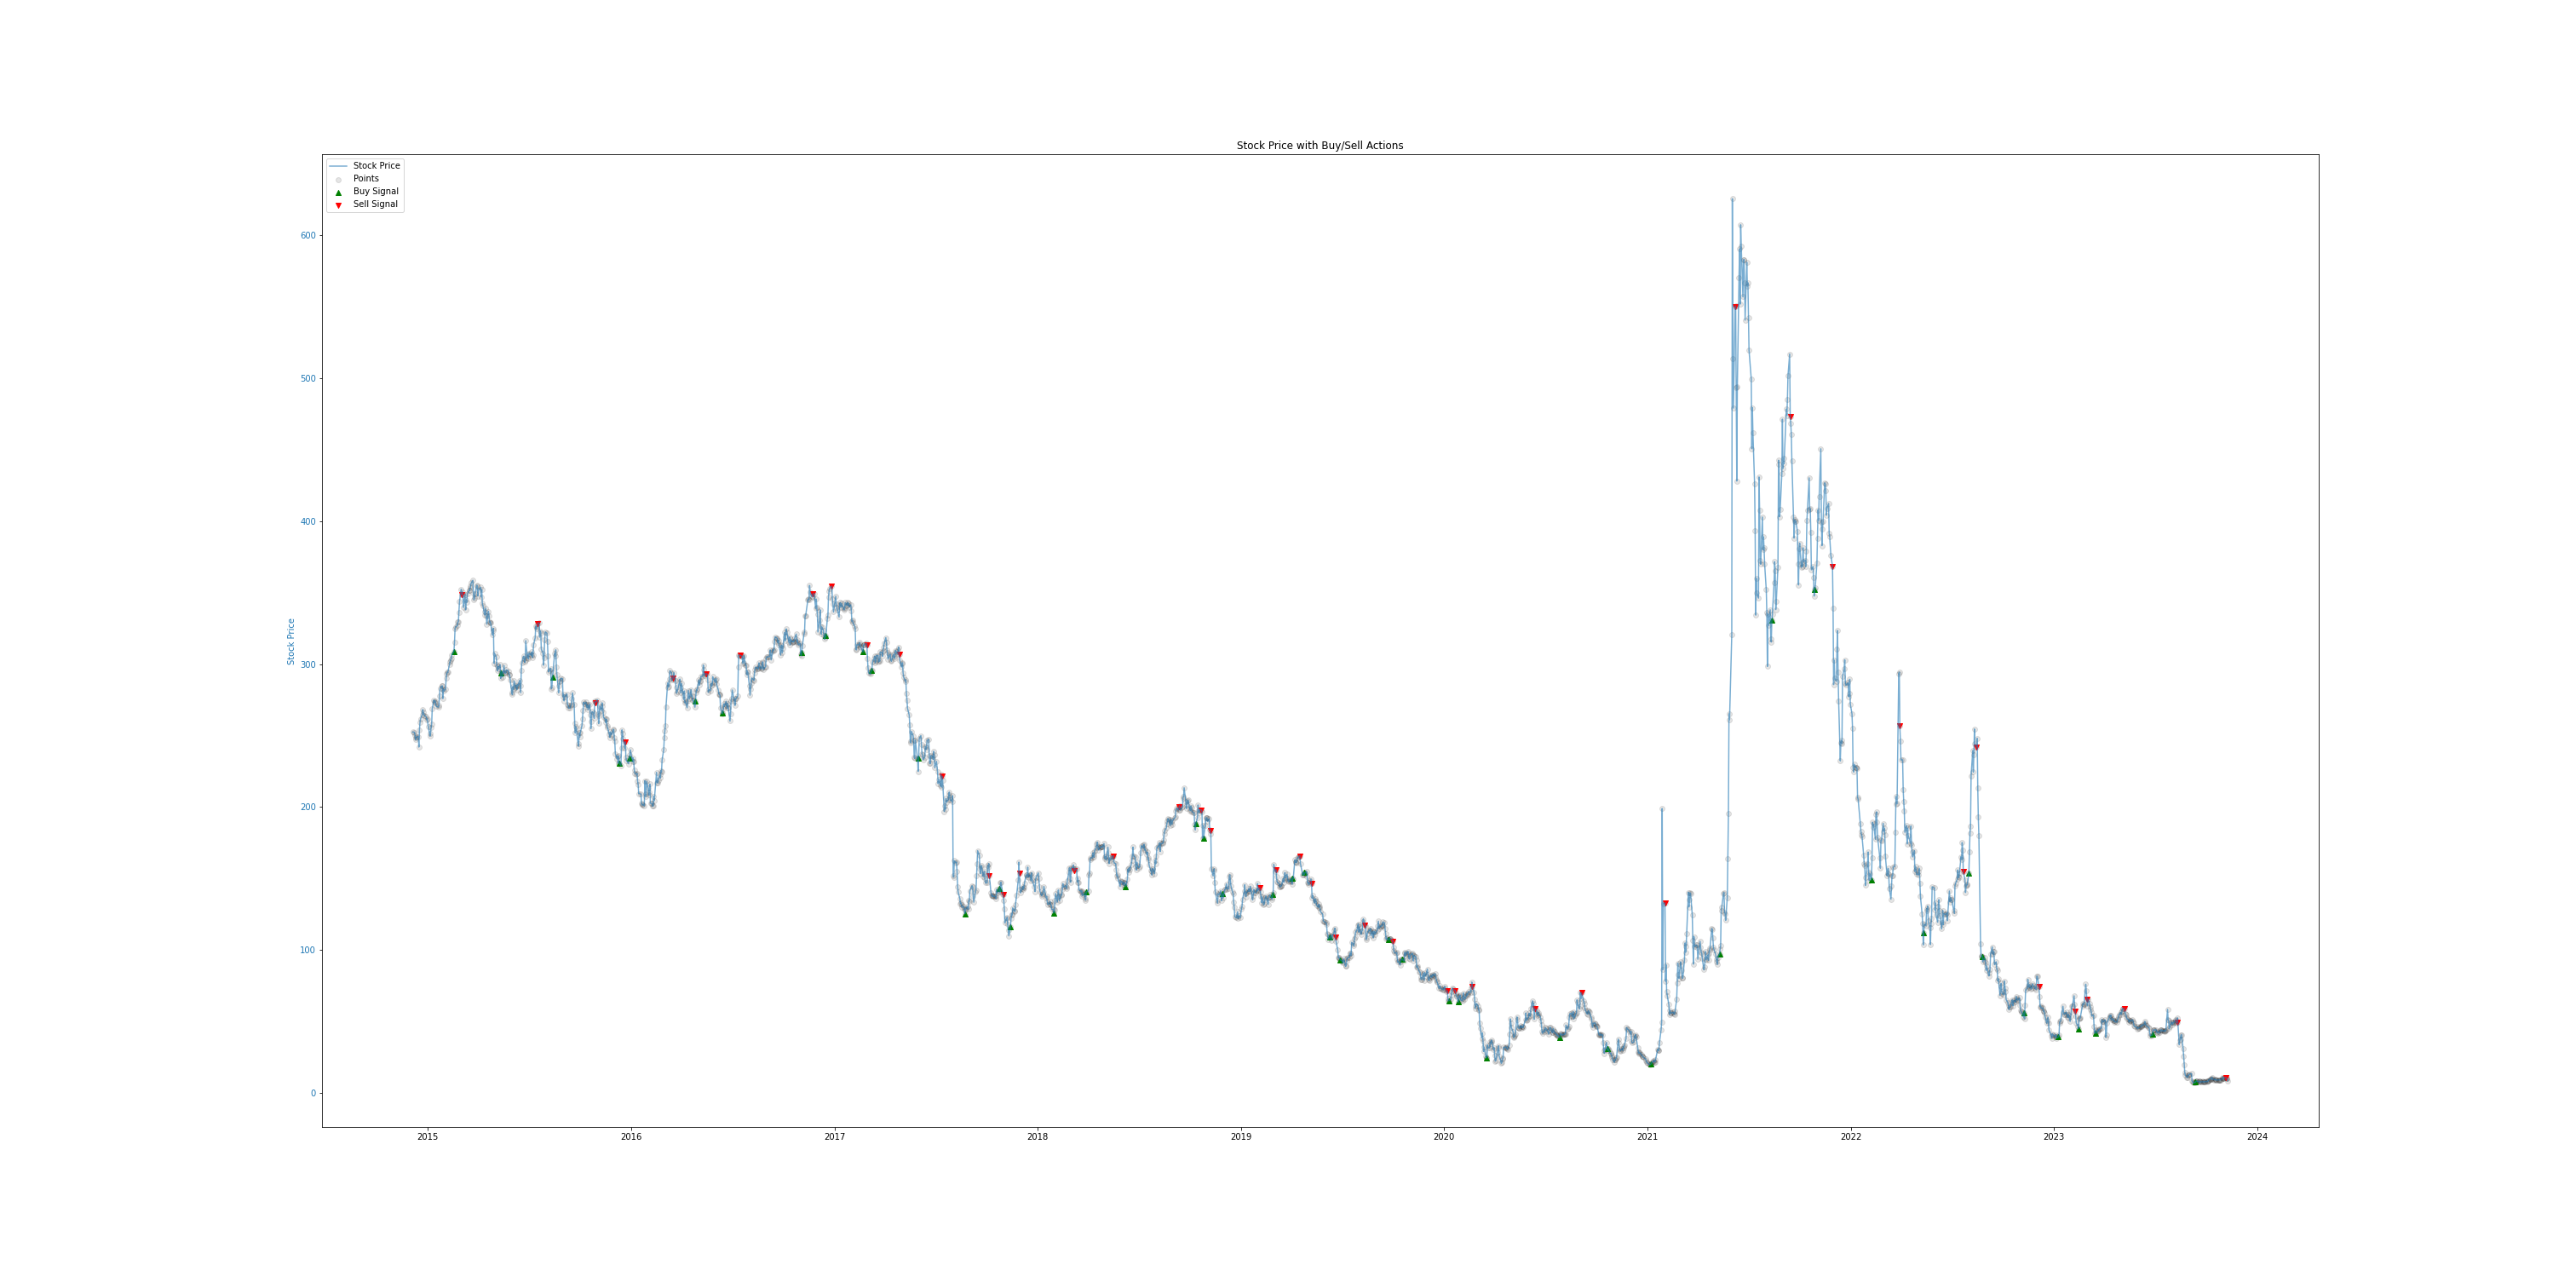 Stock Price with Buy/Sell Actions
Stock Price
Points
Buy Signal
Sell Signal
600
500
400
300
200
100
0
Stock Price
2015 2016 2017 2018 2019 2020 2021 2022 2023 2024